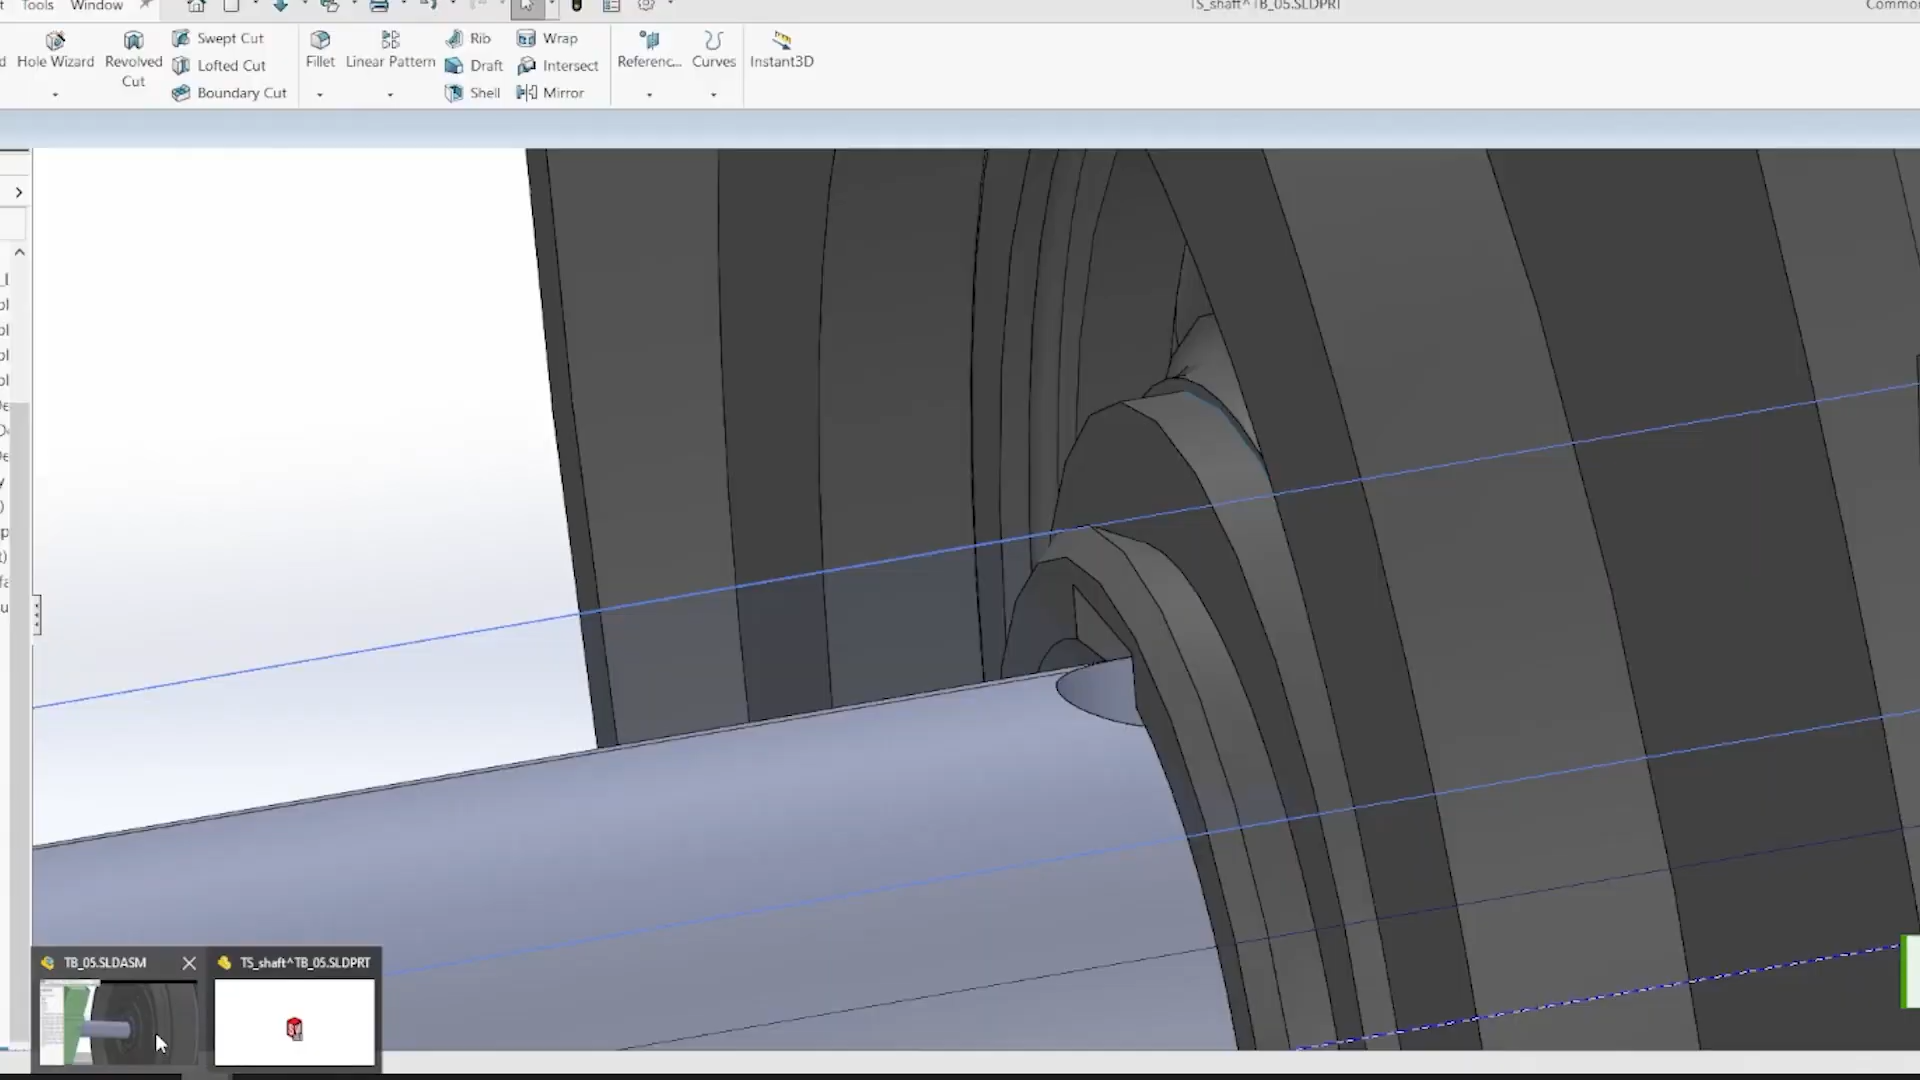 Tools Window
TS_shaft^TB_05.SLDPRT
Hole Wizard
Revolved Cut
Swept Cut
Lofted Cut
Boundary Cut
Fillet
Linear Pattern
Rib
Draft
Shell
Wrap
Intersect
Mirror
Referenc...
Curves
Instant3D
TB_05.SLDASM
TS_shaft^TB_05.SLDPRT